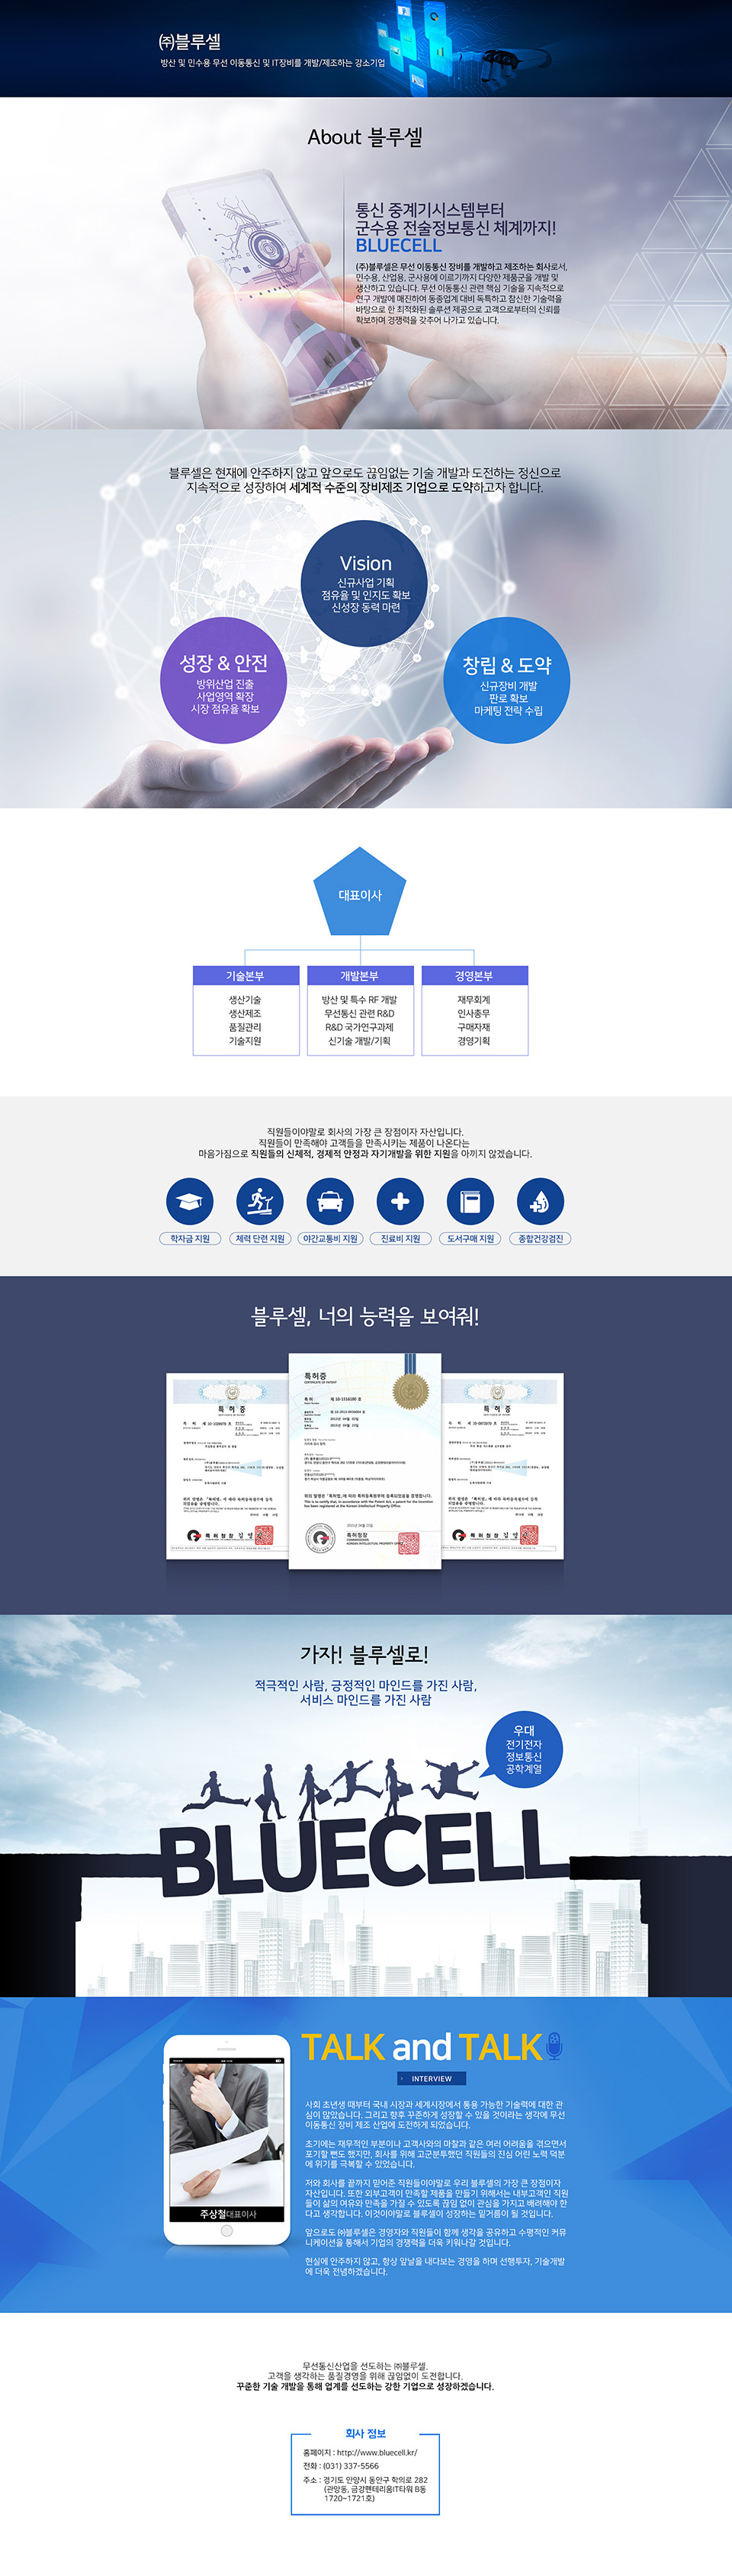 ㈜블루셀
방산 및 민수용 무선 이동통신 및 IT장비를 개발/제조하는 강소기업
About 블루셀
통신 중계기시스템부터
군수용 전술정보통신 체계까지!
BLUECELL
(주)블루셀은 무선 이동통신 장비를 개발하고 제조하는 회사로서,
민수용, 산업용, 군사용에 이르기까지 다양한 제품군을 개발 및
생산하고 있습니다. 무선 이동통신 관련 핵심 기술을 지속적으로
연구 개발에 매진하여 동종업계 대비 독특하고 참신한 기술력을
바탕으로 한 최적화된 솔루션 제공으로 고객으로부터의 신뢰를
확보하며 경쟁력을 갖추어 나가고 있습니다.
블루셀은 현재에 안주하지 않고 앞으로도 끊임없는 기술 개발과 도전하는 정신으로
지속적으로 성장하여 세계적 수준의 장비제조 기업으로 도약하고자 합니다.
Vision
신규사업 기획
점유율 및 인지도 확보
신성장 동력 마련
성장 & 안전
방위산업 진출
사업영역 확장
시장 점유율 확보
창립 & 도약
신규장비 개발
판로 확보
마케팅 전략 수립
대표이사
기술본부
생산기술
생산제조
품질관리
기술지원
개발본부
방산 및 특수 RF 개발
무선통신 관련 R&D
R&D 국가연구과제
신기술 개발/기획
경영본부
재무회계
인사총무
구매자재
경영기획
직원들이야말로 회사의 가장 큰 장점이자 자산입니다.
직원들이 만족해야 고객들을 만족시키는 제품이 나온다는
마음가짐으로 직원들의 신체적, 경제적 안정과 자기개발을 위한 지원을 아끼지 않겠습니다.
학자금 지원
체력 단련 지원
야간교통비 지원
진료비 지원
도서구매 지원
종합건강검진
블루셀, 너의 능력을 보여줘!
특허증
CERTIFICATE OF PATENT
특허증
특허증
특허청장
COMMISSIONER,
KOREAN INTELLECTUAL PROPERTY OFFICE
특허청장
특허청장
가자! 블루셀로!
적극적인 사람, 긍정적인 마인드를 가진 사람,
서비스 마인드를 가진 사람
우대
전기전자
정보통신
공학계열
BLUECELL
TALK and TALK
INTERVIEW
사회 초년생 때부터 국내 시장과 세계시장에서 통용 가능한 기술력에 대한 관
심이 많았습니다. 그리고 향후 꾸준하게 성장할 수 있을 것이라는 생각에 무선
이동통신 장비 제조 산업에 도전하게 되었습니다.
초기에는 재무적인 부분이나 고객사와의 마찰과 같은 여러 어려움을 겪으면서
포기할 뻔도 했지만, 회사를 위해 고군분투했던 직원들의 진심 어린 노력 덕분
에 위기를 극복할 수 있었습니다.
저와 회사를 끝까지 믿어준 직원들이야말로 우리 블루셀의 가장 큰 장점이자
자산입니다. 또한 외부고객이 만족할 제품을 만들기 위해서는 내부고객인 직원
들이 삶의 여유와 만족을 가질 수 있도록 끊임 없이 관심을 가지고 배려해야 한
다고 생각합니다. 이것이야말로 블루셀이 성장하는 밑거름이 될 것입니다.
앞으로도 ㈜블루셀은 경영자와 직원들이 함께 생각을 공유하고 수평적인 커뮤
니케이션을 통해서 기업의 경쟁력을 더욱 키워나갈 것입니다.
현실에 안주하지 않고, 항상 앞날을 내다보는 경영을 하며 선행투자, 기술개발
에 더욱 전념하겠습니다.
주상철대표이사
무선통신산업을 선도하는 ㈜블루셀.
고객을 생각하는 품질경영을 위해 끊임없이 도전합니다.
꾸준한 기술 개발을 통해 업계를 선도하는 강한 기업으로 성장하겠습니다.
회사 정보
홈페이지 : http://www.bluecell.kr/
전화 : (031) 337-5566
주소 : 경기도 안양시 동안구 학의로 282
(관양동, 금강펜테리움IT타워 B동
1720~1721호)